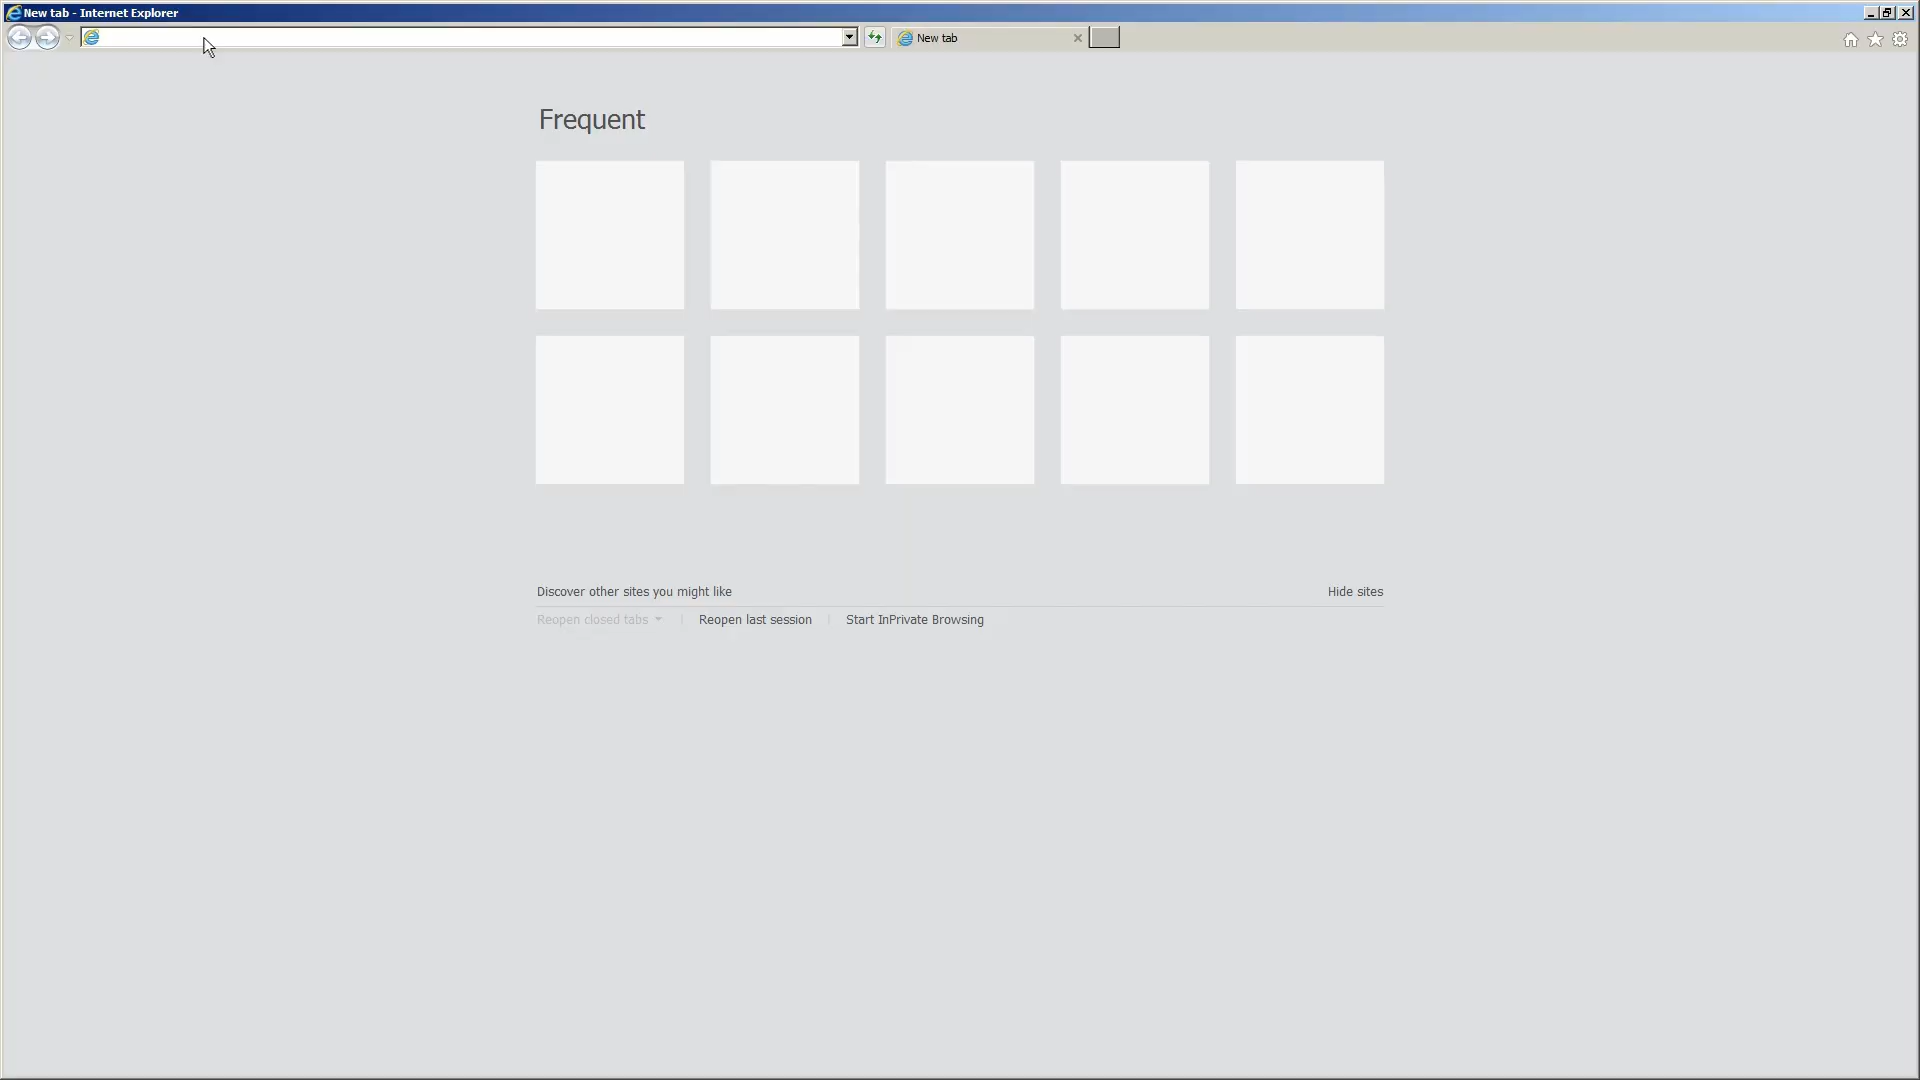 New tab - Internet Explorer
New tab
Frequent
Discover other sites you might like
Hide sites
Reopen closed tabs
Reopen last session
Start InPrivate Browsing